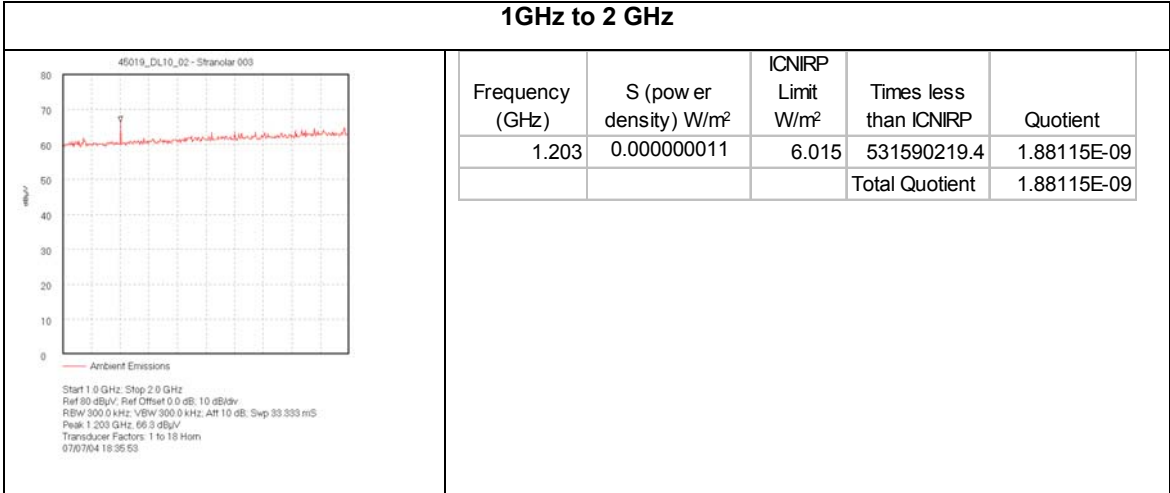 1GHz to 2 GHz
45019_DL10_02 - Stranolar 003
80
70
60
50
40
30
20
10
0
dBµV
Ambient Emissions
Start 1.0 GHz; Stop 2.0 GHz
Ref 80 dBµV; Ref Offset 0.0 dB; 10 dB/div
RBW 300.0 kHz; VBW 300.0 kHz; Att 10 dB; Swp 33.333 mS
Peak 1.203 GHz, 66.3 dBµV
Transducer Factors: 1 to 18 Horn
07/07/04 18:35:53
Frequency (GHz) S (pow er density) W/m² ICNIRP Limit W/m² Times less than ICNIRP Quotient
1.203 0.000000011 6.015 531590219.4 1.88115E-09
Total Quotient 1.88115E-09